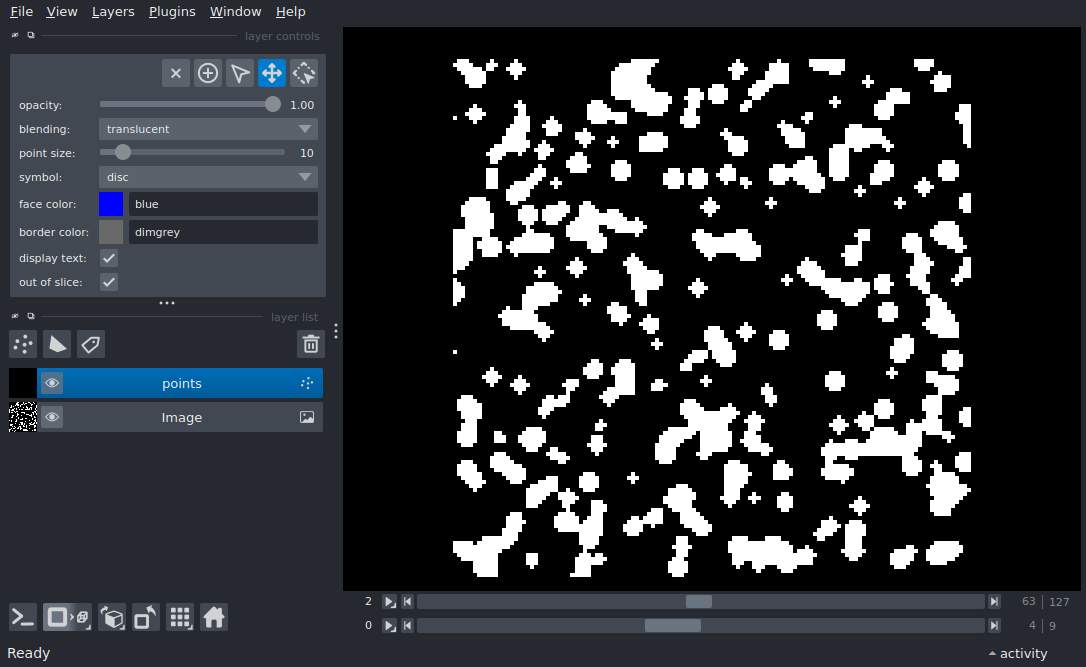 File View Layers Plugins Window Help
layer controls
opacity: 1.00
blending: translucent
point size: 10
symbol: disc
face color: blue
border color: dimgrey
display text:
out of slice:
layer list
points
Image
2 63 127
0 4 9
Ready activity